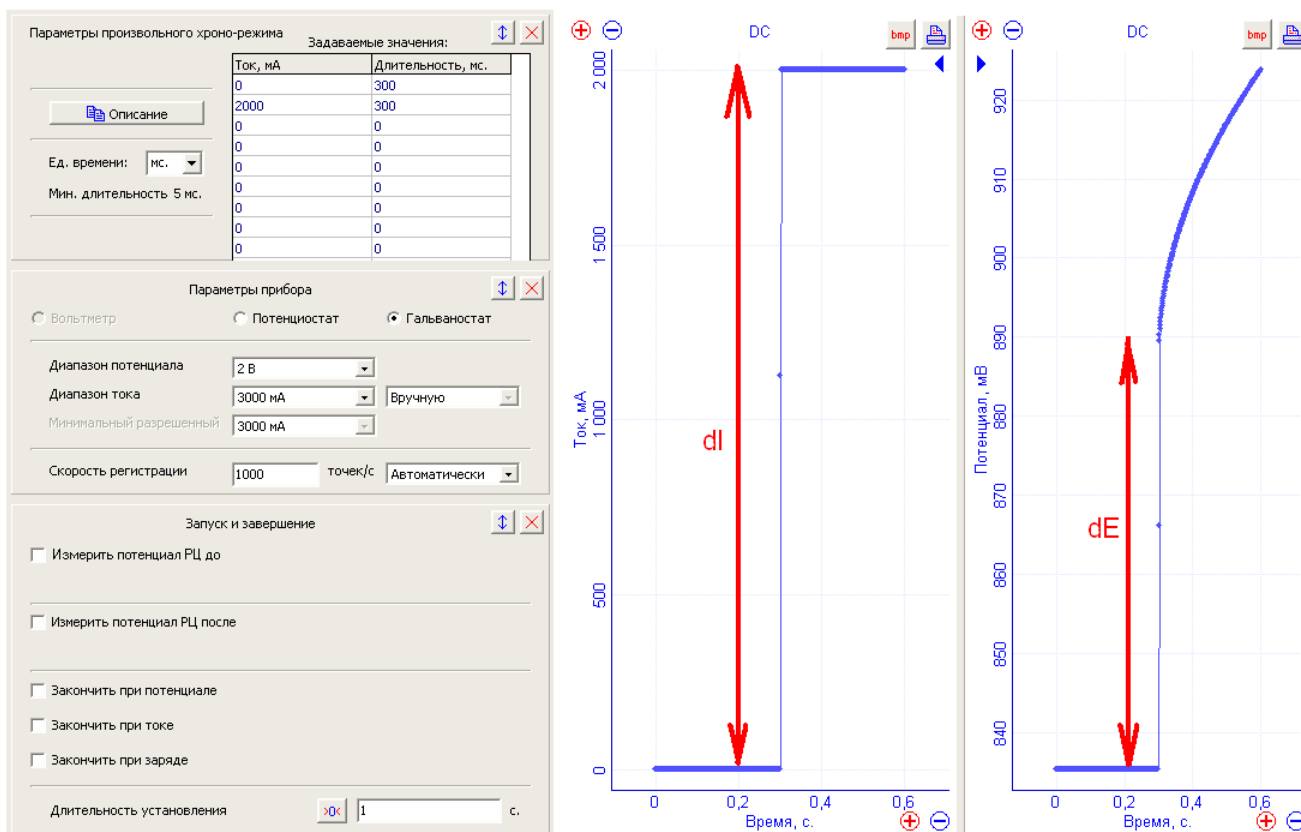 Параметры произвольного хроно-режима
Задаваемые значения:
Ток, мА Длительность, мс.
0 300
2000 300
0 0
0 0
0 0
0 0
0 0
0 0
0 0
Описание
Ед. времени: мс.
Мин. длительность 5 мс.
Параметры прибора
Вольтметр Потенциостат Гальваностат
Диапазон потенциала 2 В
Диапазон тока 3000 мА Вручную
Минимальный разрешенный 3000 мА
Скорость регистрации 1000 точек/с Автоматически
Запуск и завершение
Измерить потенциал РЦ до
Измерить потенциал РЦ после
Закончить при потенциале
Закончить при токе
Закончить при заряде
Длительность установления >0< 1 с.
DC
bmp
2 000
1 500
1 000
500
0
Ток, мА
dI
0 0,2 0,4 0,6
Время, с.
DC
bmp
920
910
900
890
880
870
860
850
840
Потенциал, мВ
dE
0 0,2 0,4 0,6
Время, с.